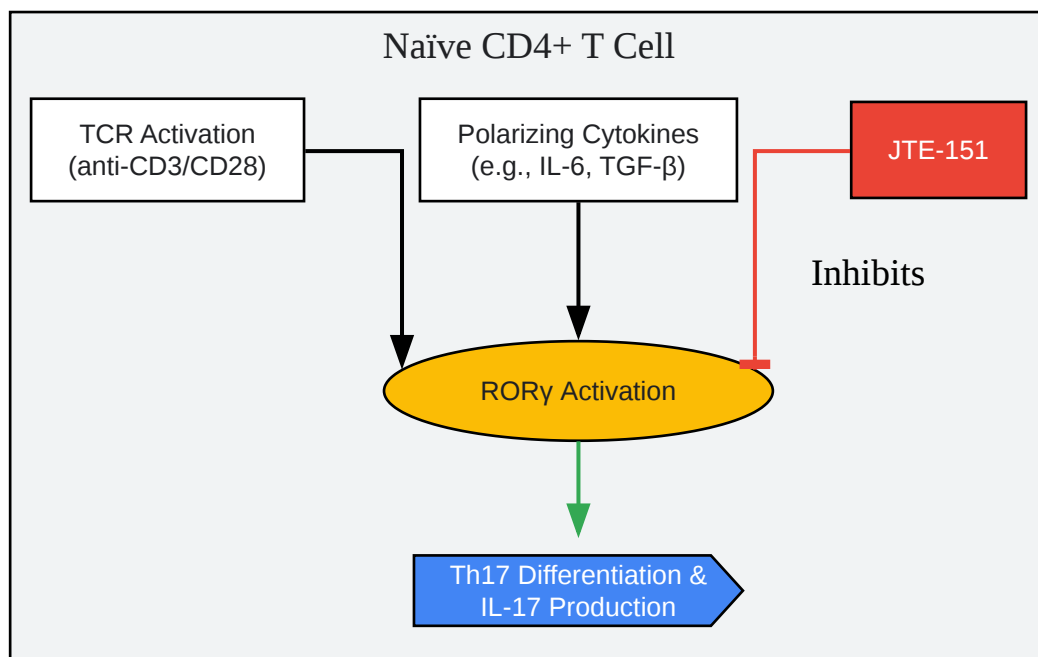 Naïve CD4+ T Cell
TCR Activation
(anti-CD3/CD28)
Polarizing Cytokines
(e.g., IL-6, TGF-β)
JTE-151
Inhibits
RORγ Activation
Th17 Differentiation &
IL-17 Production